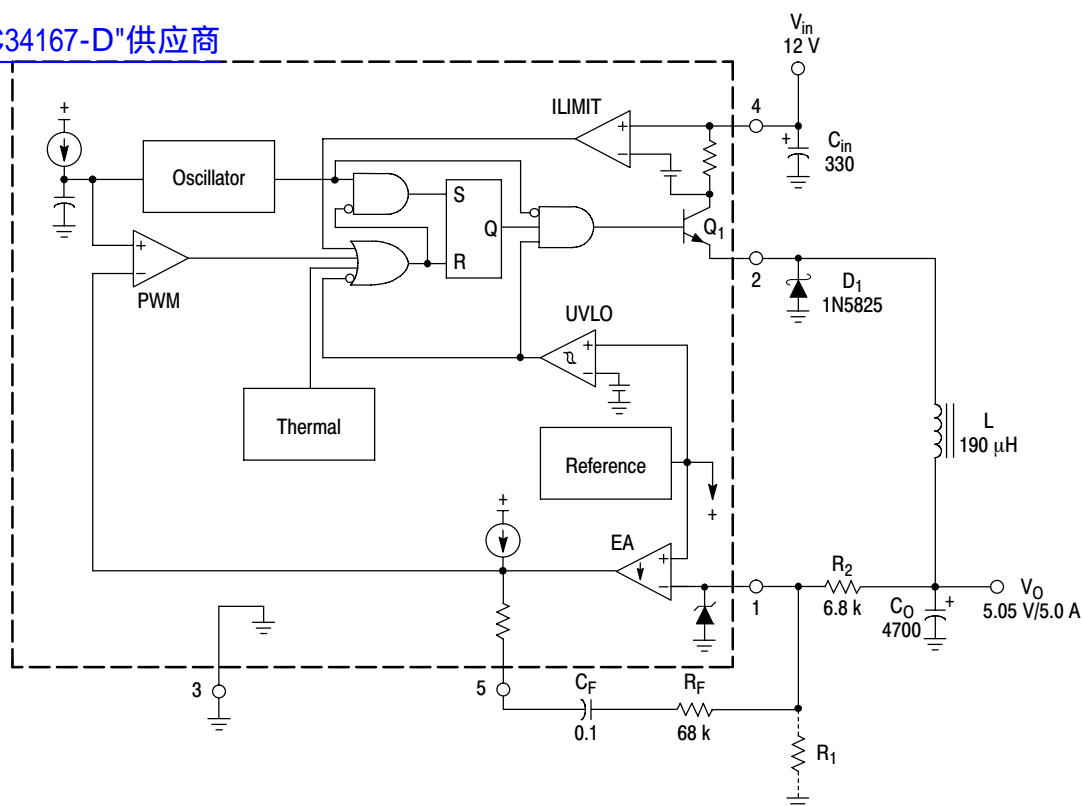 C34167-D"供应商
Vin
12 V
4
ILIMIT
+
+
−
+
Cin
330
Oscillator
S
Q
R
Q1
+
−
PWM
2
D1
1N5825
UVLO
+
−
Thermal
L
190 μH
Reference
+
+
EA
+
−
1
R2
6.8 k
CO
4700
+
VO
5.05 V/5.0 A
3
5
CF
0.1
RF
68 k
R1